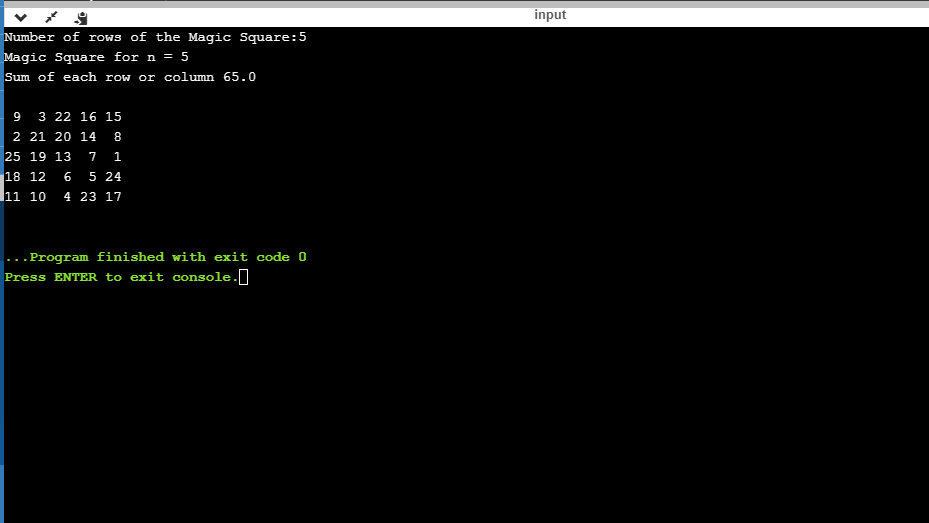 input
Number of rows of the Magic Square:5
Magic Square for n = 5
Sum of each row or column 65.0
 9  3 22 16 15
 2 21 20 14  8
25 19 13  7  1
18 12  6  5 24
11 10  4 23 17
...Program finished with exit code 0
Press ENTER to exit console.